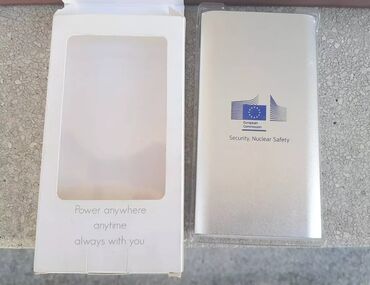 Power anywhere
anytime
always with you
European
Commission
Security, Nuclear Safety